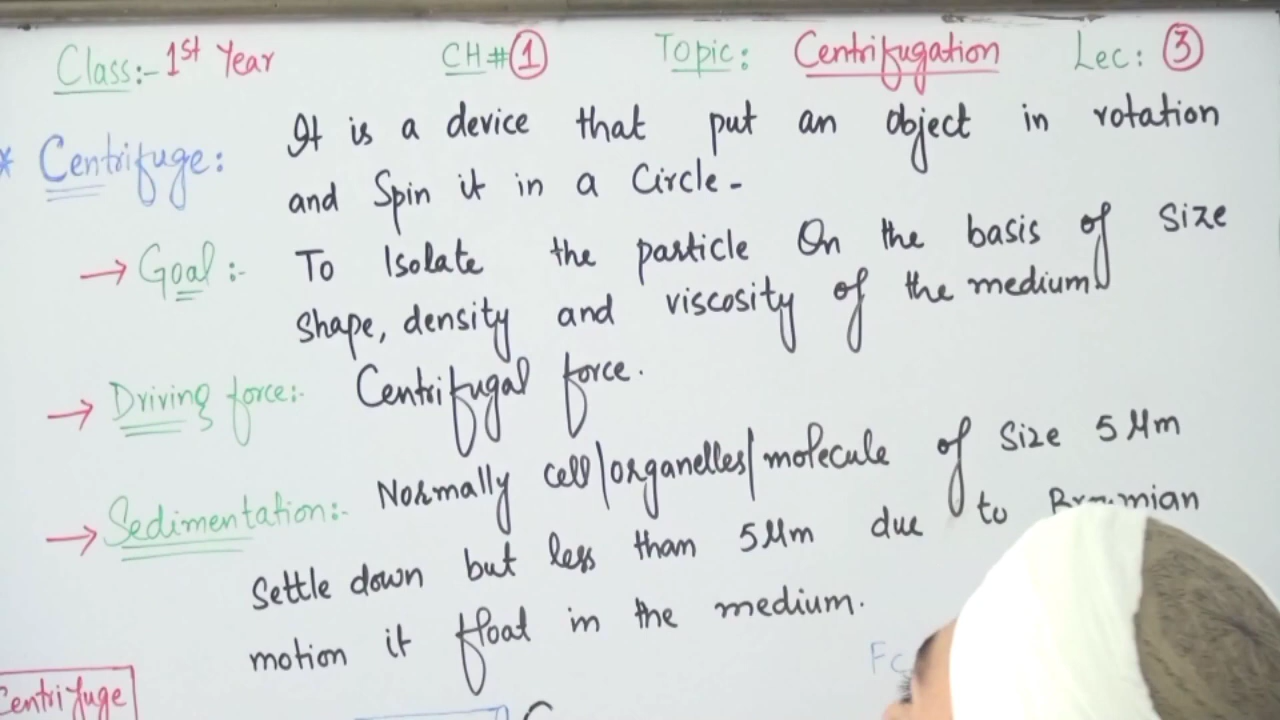 Class:- 1st Year CH # 1 Topic: Centrifugation Lec: 3
* Centrifuge: It is a device that put an object in rotation
and Spin it in a Circle -
→ Goal :- To Isolate the particle On the basis of Size
Shape, density and viscosity of the medium
→ Driving force:- Centrifugal force.
→ Sedimentation:- Normally cell/organelles/molecule of Size 5 Mm
Settle down but less than 5 Mm due to
motion it float in the medium.
Centrifuge